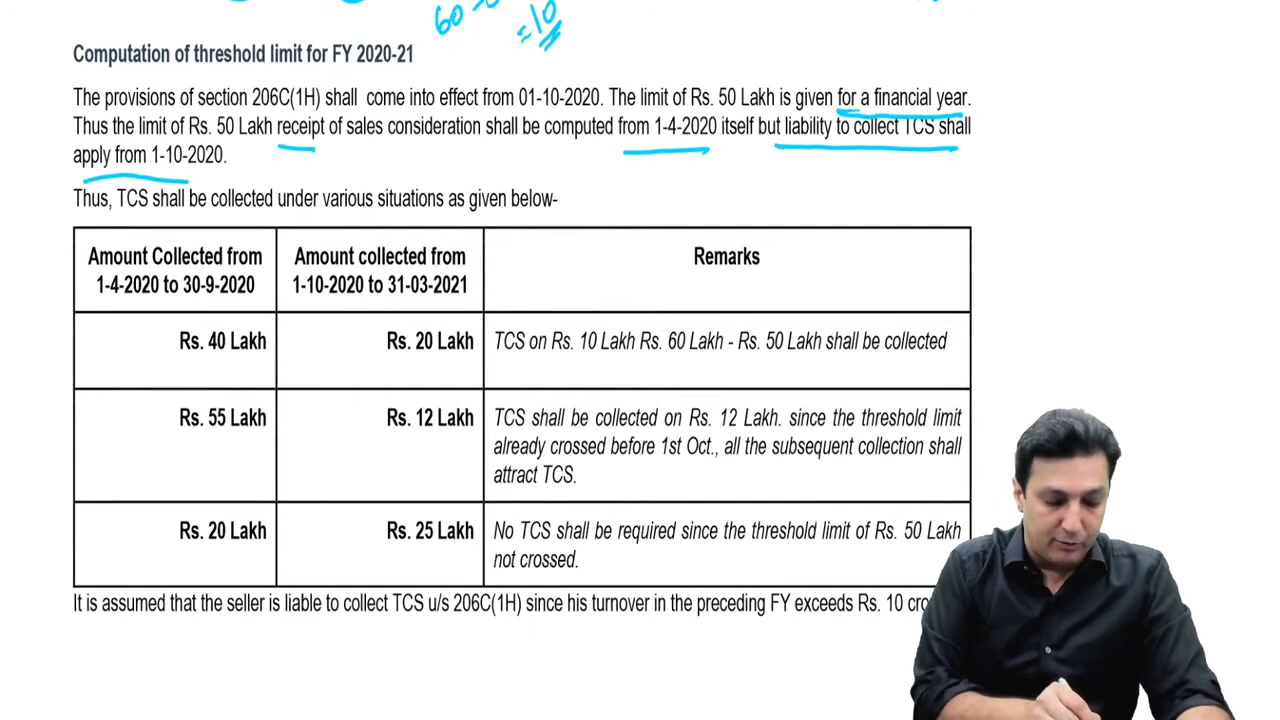 60 -
= 10
Computation of threshold limit for FY 2020-21
The provisions of section 206C(1H) shall come into effect from 01-10-2020. The limit of Rs. 50 Lakh is given for a financial year.
Thus the limit of Rs. 50 Lakh receipt of sales consideration shall be computed from 1-4-2020 itself but liability to collect TCS shall
apply from 1-10-2020.
Thus, TCS shall be collected under various situations as given below-
Amount Collected from
1-4-2020 to 30-9-2020
Amount collected from
1-10-2020 to 31-03-2021
Remarks
Rs. 40 Lakh
Rs. 20 Lakh
TCS on Rs. 10 Lakh Rs. 60 Lakh - Rs. 50 Lakh shall be collected
Rs. 55 Lakh
Rs. 12 Lakh
TCS shall be collected on Rs. 12 Lakh. since the threshold limit
already crossed before 1st Oct., all the subsequent collection shall
attract TCS.
Rs. 20 Lakh
Rs. 25 Lakh
No TCS shall be required since the threshold limit of Rs. 50 Lakh
not crossed.
It is assumed that the seller is liable to collect TCS u/s 206C(1H) since his turnover in the preceding FY exceeds Rs. 10